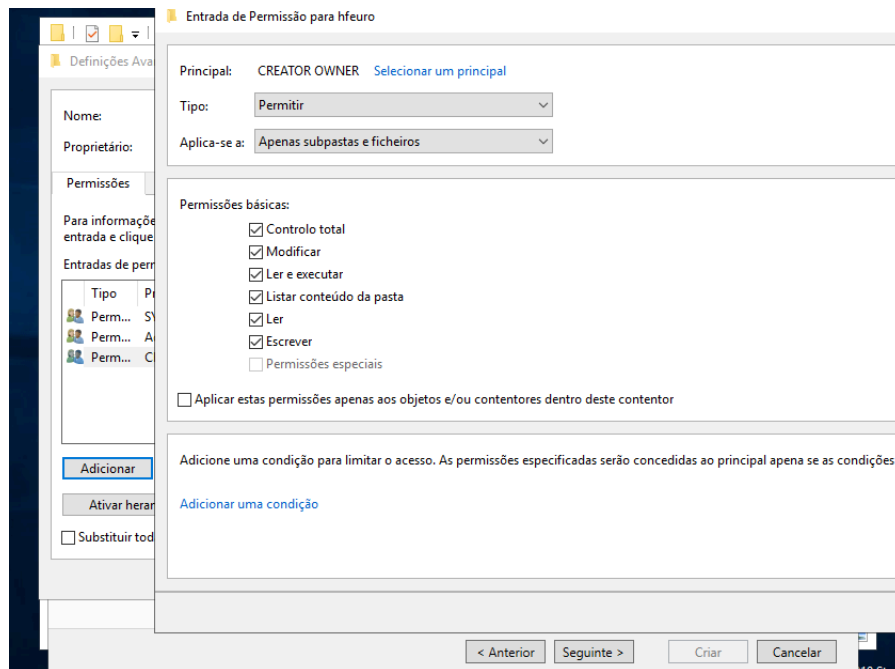 Entrada de Permissão para hfeuro
Definições Ava
Principal: CREATOR OWNER Selecionar um principal
Tipo: Permitir
Aplica-se a: Apenas subpastas e ficheiros
Nome:
Proprietário:
Permissões
Para informaçõe
entrada e clique
Entradas de perr
Tipo
Perm... SY
Perm... A
Perm... C
Adicionar
Ativar herar
Substituir tod
Permissões básicas:
Controlo total
Modificar
Ler e executar
Listar conteúdo da pasta
Ler
Escrever
Permissões especiais
Aplicar estas permissões apenas aos objetos e/ou contentores dentro deste contentor
Adicione uma condição para limitar o acesso. As permissões especificadas serão concedidas ao principal apena se as condições
Adicionar uma condição
< Anterior Seguinte > Criar Cancelar